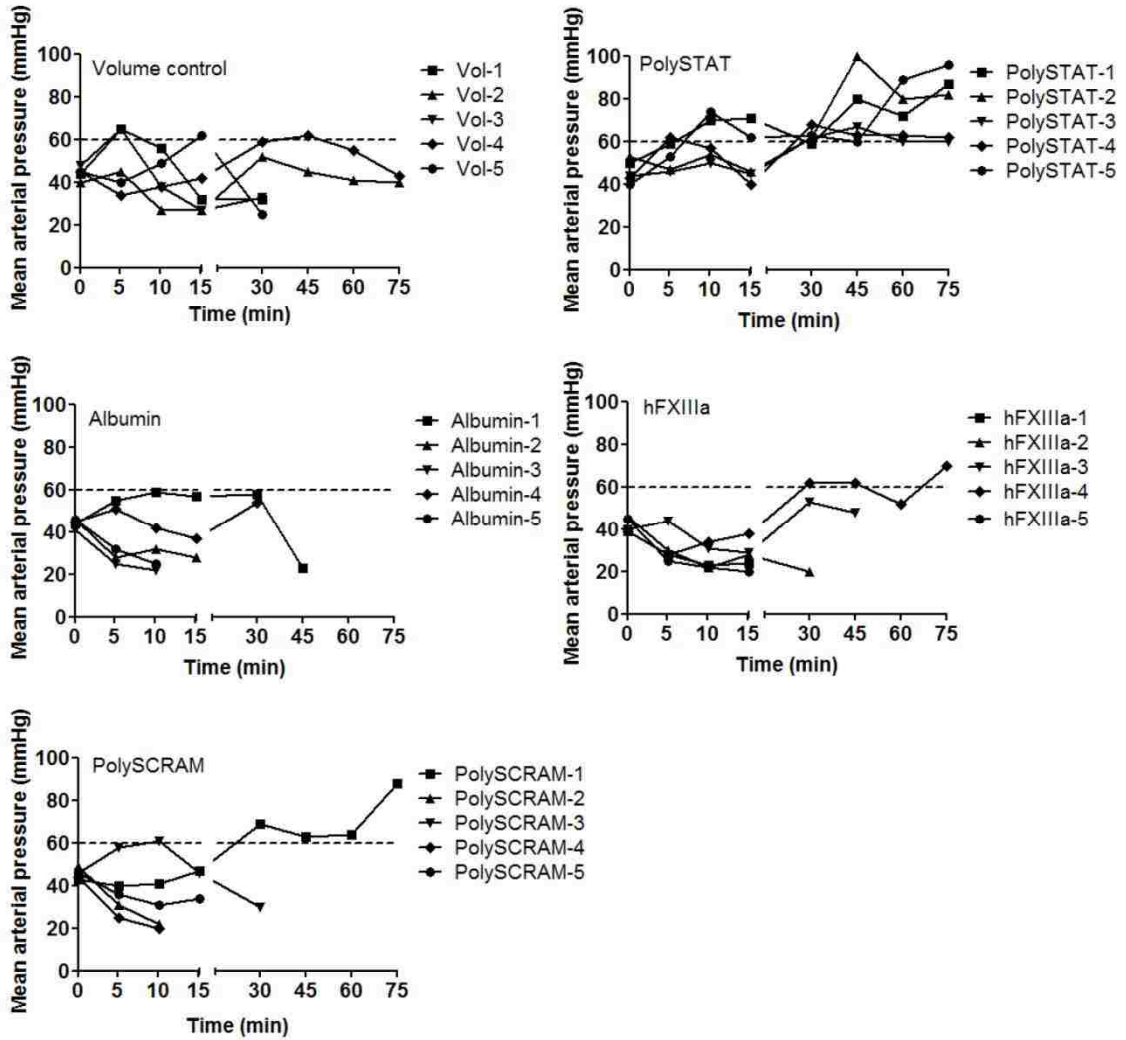 Mean arterial pressure (mmHg)
100
80
60
40
20
0
Volume control
Vol-1
Vol-2
Vol-3
Vol-4
Vol-5
0 5 10 15 30 45 60 75
Time (min)
Mean arterial pressure (mmHg)
100
80
60
40
20
0
PolySTAT
PolySTAT-1
PolySTAT-2
PolySTAT-3
PolySTAT-4
PolySTAT-5
0 5 10 15 30 45 60 75
Time (min)
Mean arterial pressure (mmHg)
100
80
60
40
20
0
Albumin
Albumin-1
Albumin-2
Albumin-3
Albumin-4
Albumin-5
0 5 10 15 30 45 60 75
Time (min)
Mean arterial pressure (mmHg)
100
80
60
40
20
0
hFXIIIa
hFXIIIa-1
hFXIIIa-2
hFXIIIa-3
hFXIIIa-4
hFXIIIa-5
0 5 10 15 30 45 60 75
Time (min)
Mean arterial pressure (mmHg)
100
80
60
40
20
0
PolySCRAM
PolySCRAM-1
PolySCRAM-2
PolySCRAM-3
PolySCRAM-4
PolySCRAM-5
0 5 10 15 30 45 60 75
Time (min)